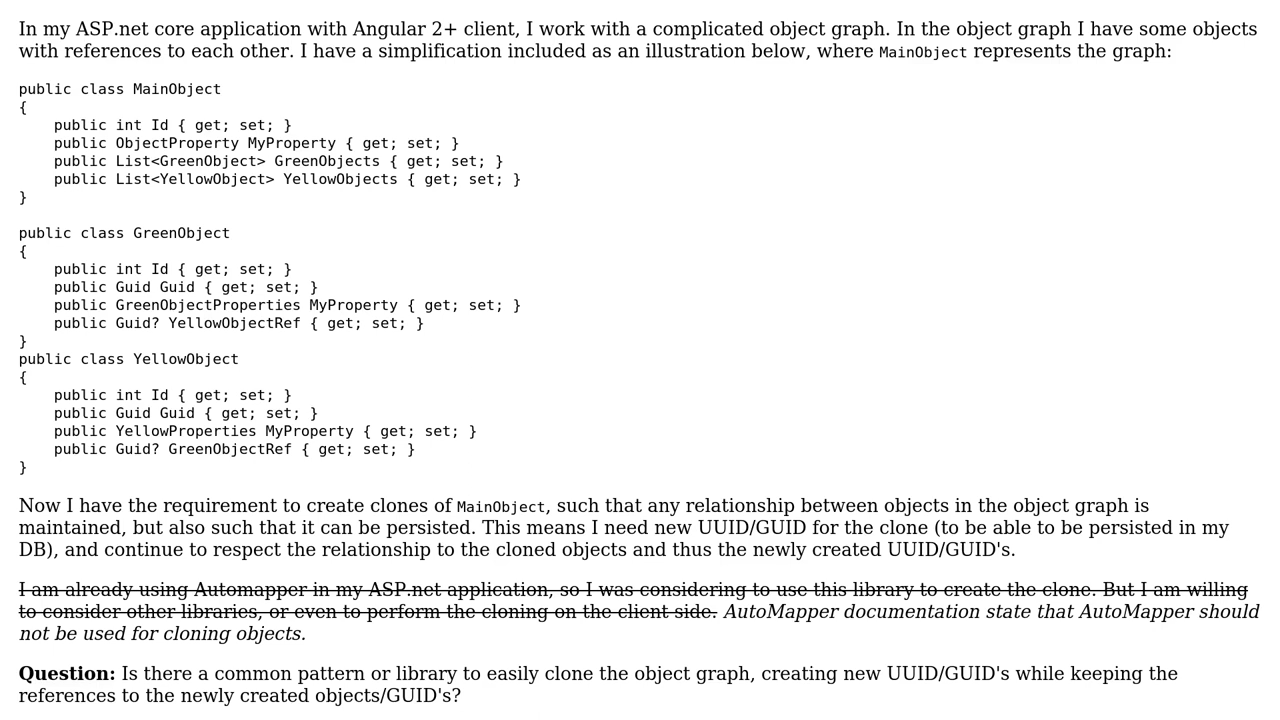 In my ASP.net core application with Angular 2+ client, I work with a complicated object graph. In the object graph I have some objects
with references to each other. I have a simplification included as an illustration below, where MainObject represents the graph:
public class MainObject
{
    public int Id { get; set; }
    public ObjectProperty MyProperty { get; set; }
    public List<GreenObject> GreenObjects { get; set; }
    public List<YellowObject> YellowObjects { get; set; }
}
public class GreenObject
{
    public int Id { get; set; }
    public Guid Guid { get; set; }
    public GreenObjectProperties MyProperty { get; set; }
    public Guid? YellowObjectRef { get; set; }
}
public class YellowObject
{
    public int Id { get; set; }
    public Guid Guid { get; set; }
    public YellowProperties MyProperty { get; set; }
    public Guid? GreenObjectRef { get; set; }
}
Now I have the requirement to create clones of MainObject, such that any relationship between objects in the object graph is
maintained, but also such that it can be persisted. This means I need new UUID/GUID for the clone (to be able to be persisted in my
DB), and continue to respect the relationship to the cloned objects and thus the newly created UUID/GUID's.
I am already using Automapper in my ASP.net application, so I was considering to use this library to create the clone. But I am willing
to consider other libraries, or even to perform the cloning on the client side. AutoMapper documentation state that AutoMapper should
not be used for cloning objects.
Question: Is there a common pattern or library to easily clone the object graph, creating new UUID/GUID's while keeping the
references to the newly created objects/GUID's?